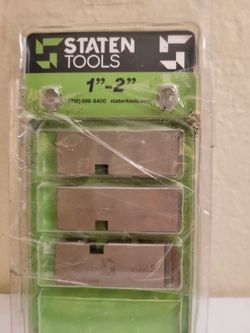 STATEN
TOOLS
1"-2"
(718) 698-8400 statentools.com